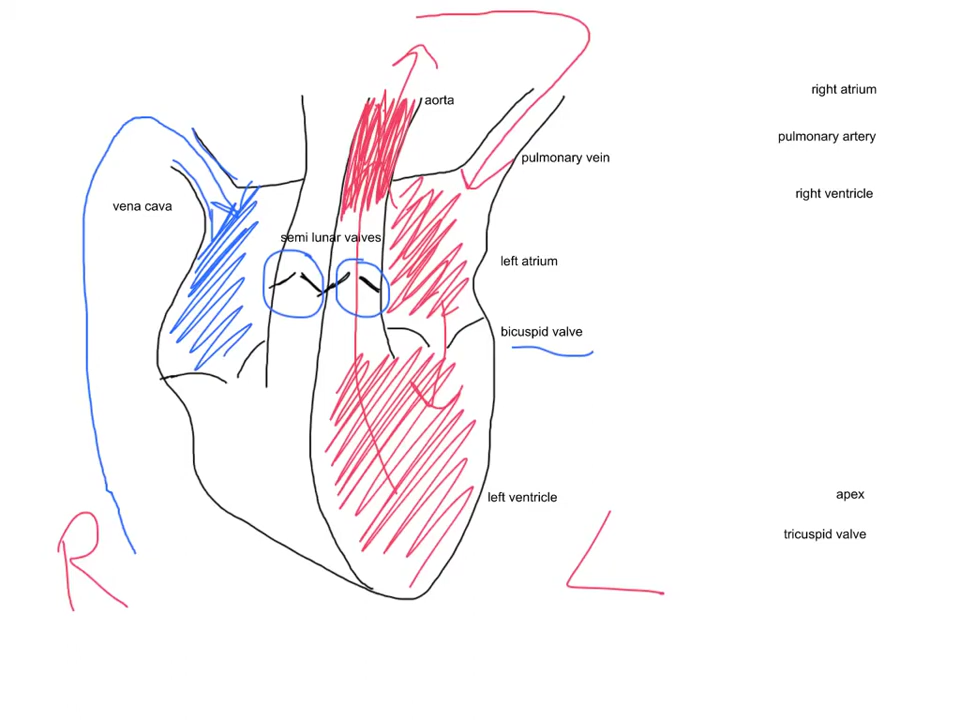 right atrium
aorta
pulmonary artery
pulmonary vein
right ventricle
vena cava
semi lunar valves
left atrium
bicuspid valve
apex
left ventricle
tricuspid valve
R
L